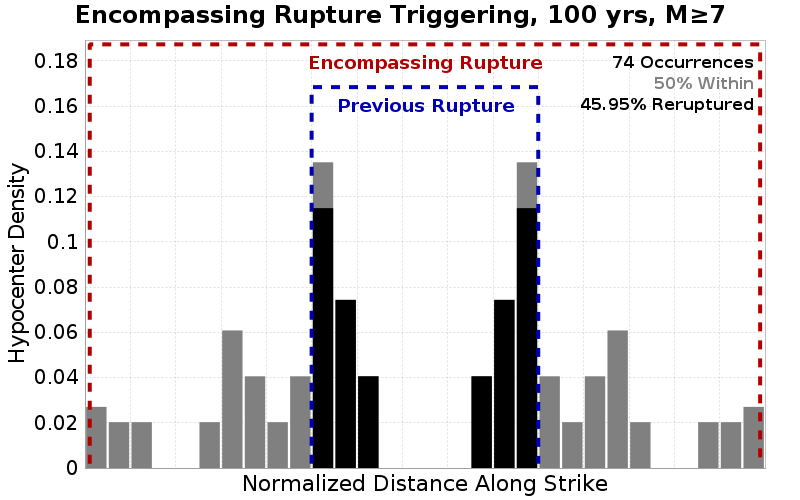 Encompassing Rupture Triggering, 100 yrs, M≥7
Encompassing Rupture
74 Occurrences
50% Within
45.95% Reruptured
Previous Rupture
Hypocenter Density
0.18
0.16
0.14
0.12
0.1
0.08
0.06
0.04
0.02
0
Normalized Distance Along Strike